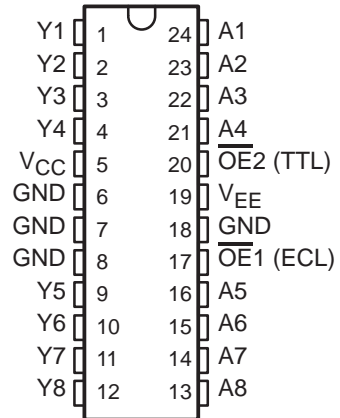 Y1 1 24 A1
Y2 2 23 A2
Y3 3 22 A3
Y4 4 21 A4
VCC 5 20 O̅E̅2 (TTL)
GND 6 19 VEE
GND 7 18 GND
GND 8 17 O̅E̅1 (ECL)
Y5 9 16 A5
Y6 10 15 A6
Y7 11 14 A7
Y8 12 13 A8